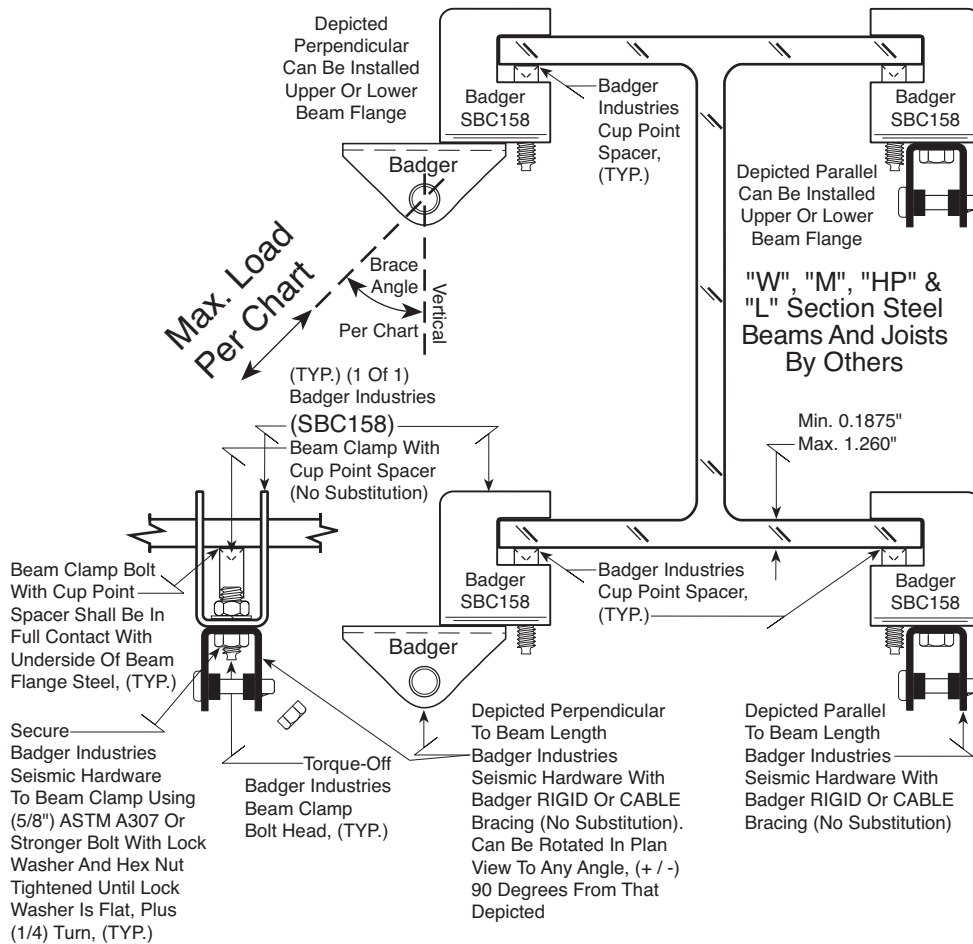 Depicted
Perpendicular
Can Be Installed
Upper Or Lower
Beam Flange
Badger
SBC158
Badger
Industries
Cup Point
Spacer,
(TYP.)
Badger
SBC158
Badger
Depicted Parallel
Can Be Installed
Upper Or Lower
Beam Flange
Max. Load
Per Chart
Brace
Angle
Per Chart
Vertical
"W", "M", "HP" &
"L" Section Steel
Beams And Joists
By Others
(TYP.) (1 Of 1)
Badger Industries
(SBC158)
Beam Clamp With
Cup Point Spacer
(No Substitution)
Min. 0.1875"
Max. 1.260"
Beam Clamp Bolt
With Cup Point
Spacer Shall Be In
Full Contact With
Underside Of Beam
Flange Steel, (TYP.)
Badger
SBC158
Badger Industries
Cup Point Spacer,
(TYP.)
Badger
SBC158
Badger
Secure
Badger Industries
Seismic Hardware
To Beam Clamp Using
(5/8") ASTM A307 Or
Stronger Bolt With Lock
Washer And Hex Nut
Tightened Until Lock
Washer Is Flat, Plus
(1/4) Turn, (TYP.)
Torque-Off
Badger Industries
Beam Clamp
Bolt Head, (TYP.)
Depicted Perpendicular
To Beam Length
Badger Industries
Seismic Hardware With
Badger RIGID Or CABLE
Bracing (No Substitution).
Can Be Rotated In Plan
View To Any Angle, (+ / -)
90 Degrees From That
Depicted
Depicted Parallel
To Beam Length
Badger Industries
Seismic Hardware With
Badger RIGID Or CABLE
Bracing (No Substitution)